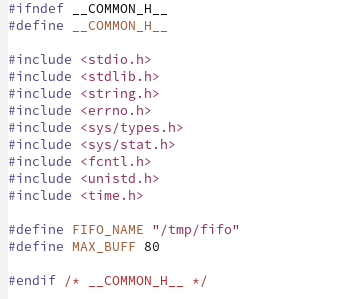 #ifndef __COMMON_H__
#define __COMMON_H__
#include <stdio.h>
#include <stdlib.h>
#include <string.h>
#include <errno.h>
#include <sys/types.h>
#include <sys/stat.h>
#include <fcntl.h>
#include <unistd.h>
#include <time.h>
#define FIFO_NAME "/tmp/fifo"
#define MAX_BUFF 80
#endif /* __COMMON_H__ */